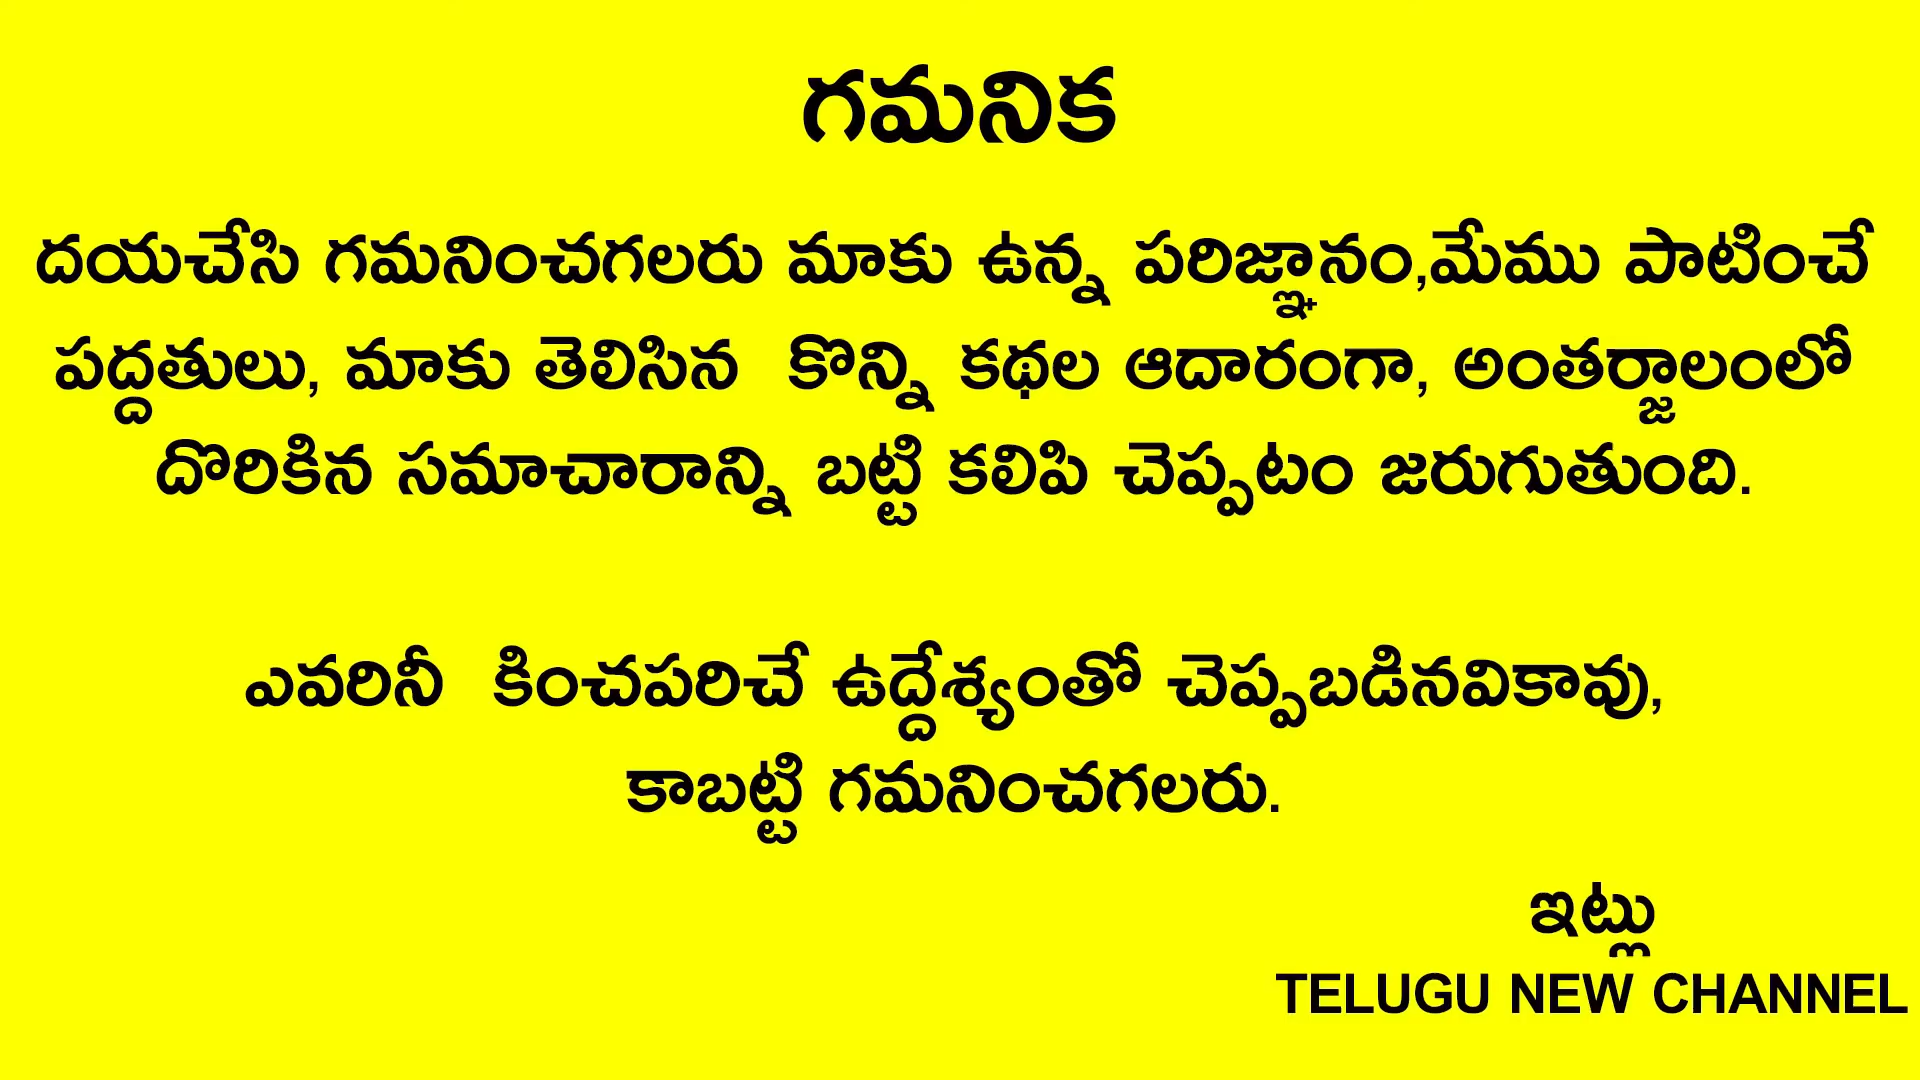 గమనిక
దయచేసి గమనించగలరు మాకు ఉన్న పరిజ్ఞానం,మేము పాటించే
పద్దతులు, మాకు తెలిసిన కొన్ని కథల ఆదారంగా, అంతర్జాలంలో
దొరికిన సమాచారాన్ని బట్టి కలిపి చెప్పటం జరుగుతుంది.
ఎవరినీ కించపరిచే ఉద్దేశ్యంతో చెప్పబడినవికావు,
కాబట్టి గమనించగలరు.
ఇట్లు
TELUGU NEW CHANNEL